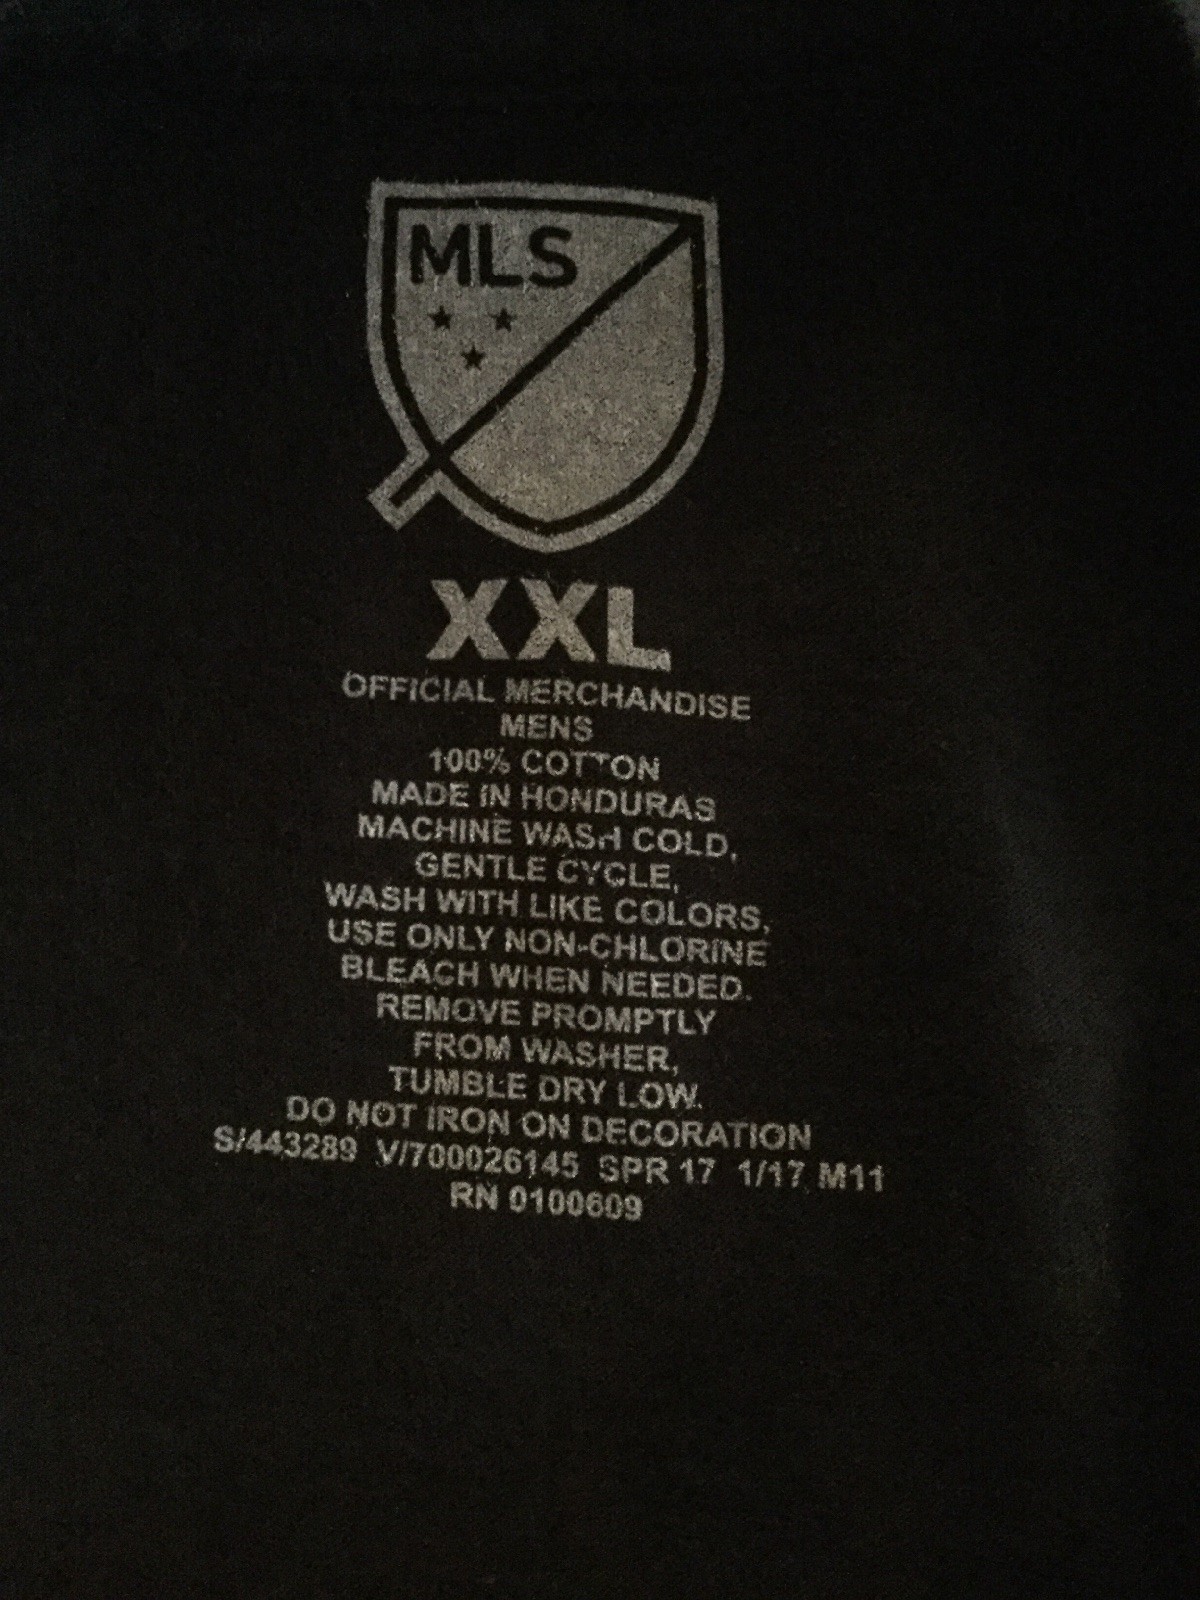 MLS
XXL
OFFICIAL MERCHANDISE
MENS
100% COTTON
MADE IN HONDURAS
MACHINE WASH COLD,
GENTLE CYCLE,
WASH WITH LIKE COLORS,
USE ONLY NON-CHLORINE
BLEACH WHEN NEEDED.
REMOVE PROMPTLY
FROM WASHER,
TUMBLE DRY LOW.
DO NOT IRON ON DECORATION
S/443289 V/700026145 SPR 17 1/17 M11
RN 0100609